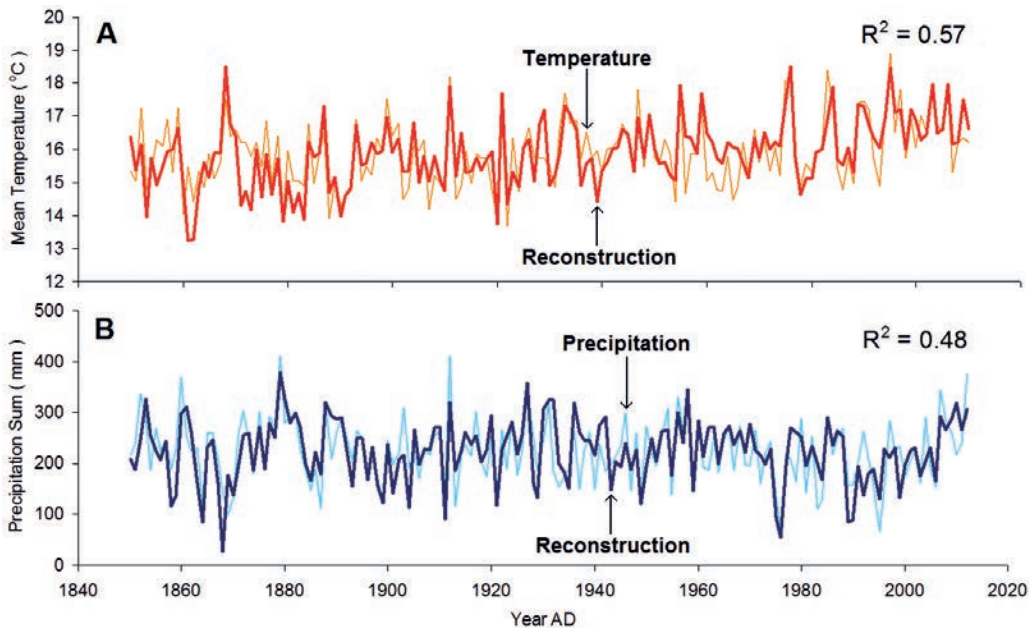 A
R² = 0.57
Temperature
Reconstruction
Mean Temperature (°C)
20
19
18
17
16
15
14
13
12
B
R² = 0.48
Precipitation
Reconstruction
Precipitation Sum (mm)
500
400
300
200
100
0
1840 1860 1880 1900 1920 1940 1960 1980 2000 2020
Year AD